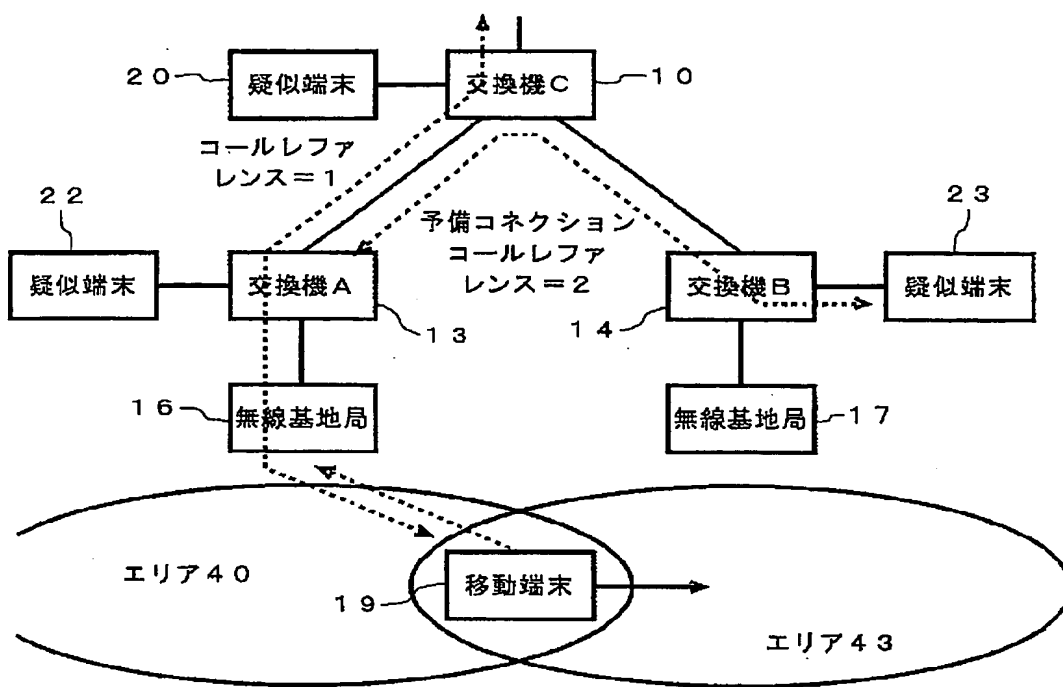 ２０
疑似端末
交換機Ｃ
１０
コールレファ
レンス＝１
２２
２３
予備コネクション
コールレファ
レンス＝２
疑似端末
交換機Ａ
交換機Ｂ
疑似端末
１３
１４
１６
無線基地局
無線基地局
１７
エリア４０
移動端末
１９
エリア４３